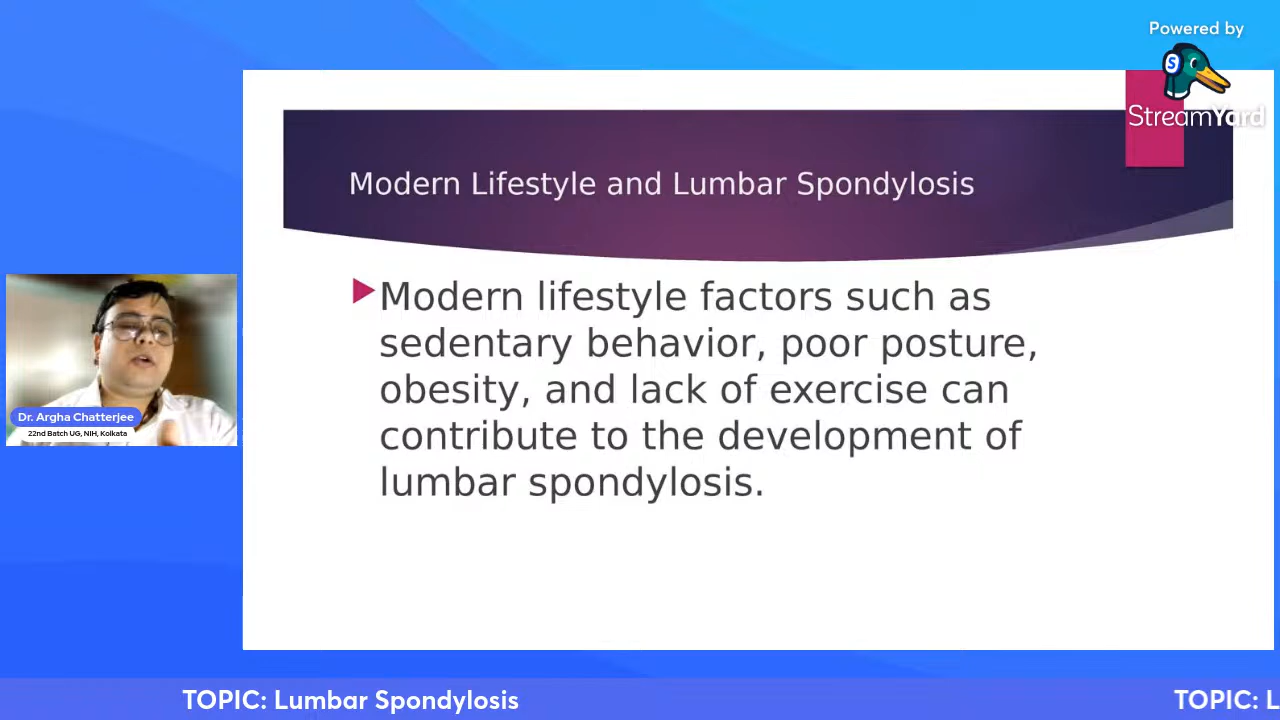 Powered by
S
StreamYard
Modern Lifestyle and Lumbar Spondylosis
Modern lifestyle factors such as
sedentary behavior, poor posture,
obesity, and lack of exercise can
contribute to the development of
lumbar spondylosis.
Dr. Argha Chatterjee
22nd Batch UG, NIH, Kolkata
TOPIC: Lumbar Spondylosis
TOPIC: L